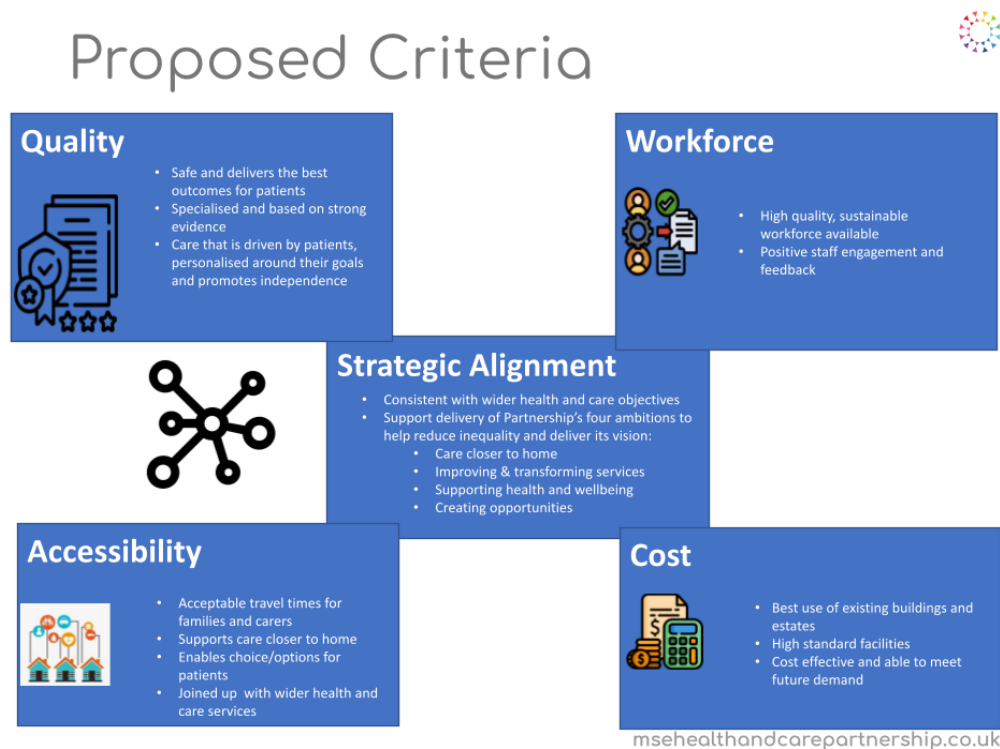 Proposed Criteria
Quality
• Safe and delivers the best
outcomes for patients
• Specialised and based on strong
evidence
• Care that is driven by patients,
personalised around their goals
and promotes independence
Workforce
• High quality, sustainable
workforce available
• Positive staff engagement and
feedback
Strategic Alignment
• Consistent with wider health and care objectives
• Support delivery of Partnership's four ambitions to
help reduce inequality and deliver its vision:
• Care closer to home
• Improving & transforming services
• Supporting health and wellbeing
• Creating opportunities
Accessibility
• Acceptable travel times for
families and carers
• Supports care closer to home
• Enables choice/options for
patients
• Joined up with wider health and
care services
Cost
$
• Best use of existing buildings and
estates
• High standard facilities
• Cost effective and able to meet
future demand
msehealthandcarepartnership.co.uk